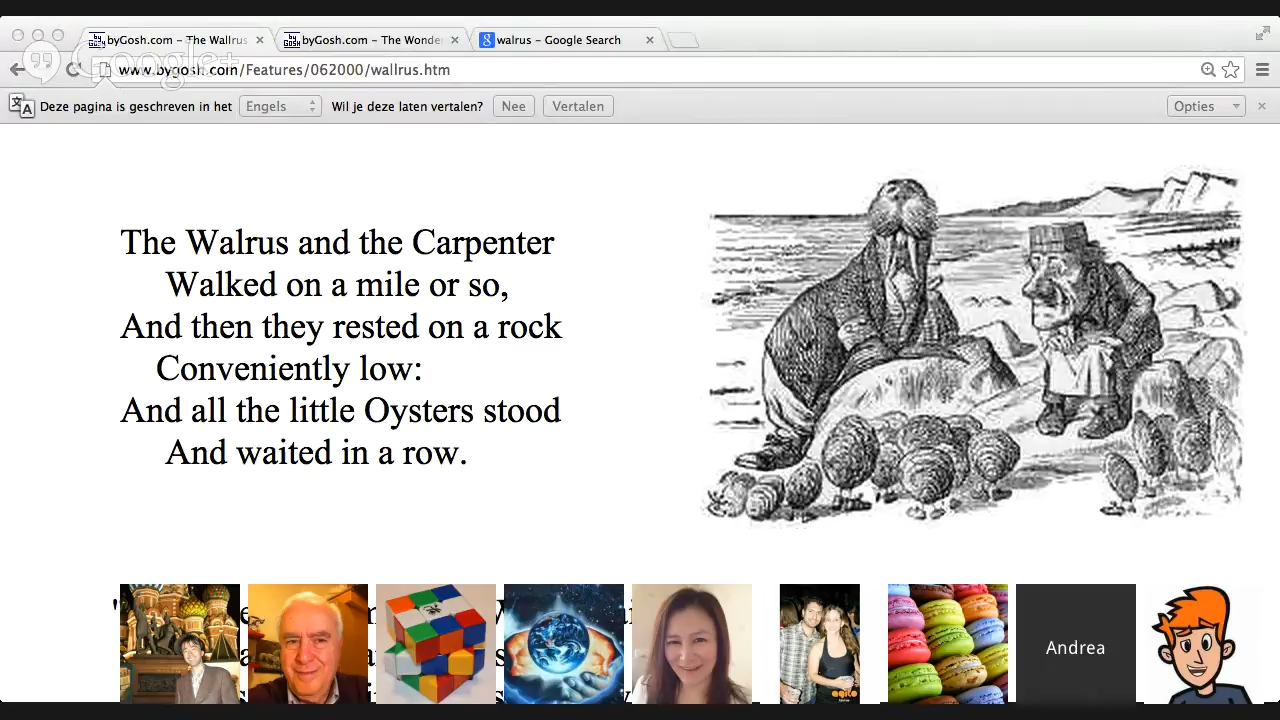 byGosh.com – The Wallrus
byGosh.com – The Wonde
walrus – Google Search
Google+
www.bygosh.com/Features/062000/wallrus.htm
Deze pagina is geschreven in het Engels Wil je deze laten vertalen? Nee Vertalen Opties
The Walrus and the Carpenter
Walked on a mile or so,
And then they rested on a rock
Conveniently low:
And all the little Oysters stood
And waited in a row.
agito
Andrea